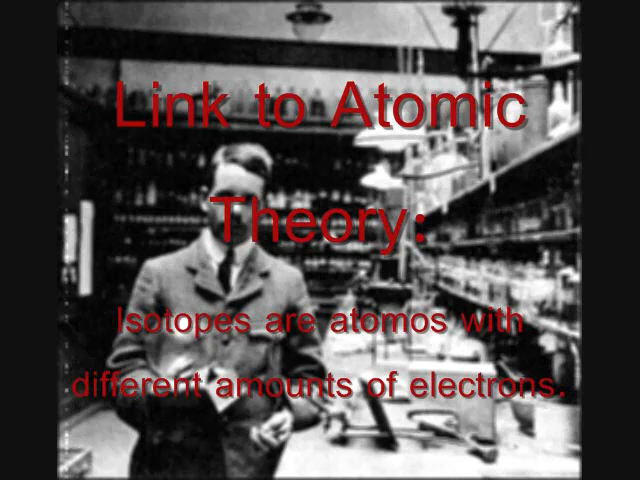 Link to Atomic
Theory:
Isotopes are atomos with
different amounts of electrons.